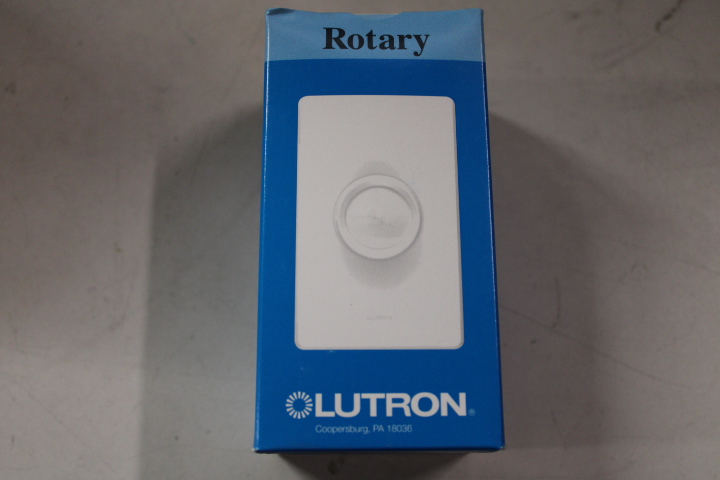 Rotary
LUTRON®
Coopersburg, PA 18036